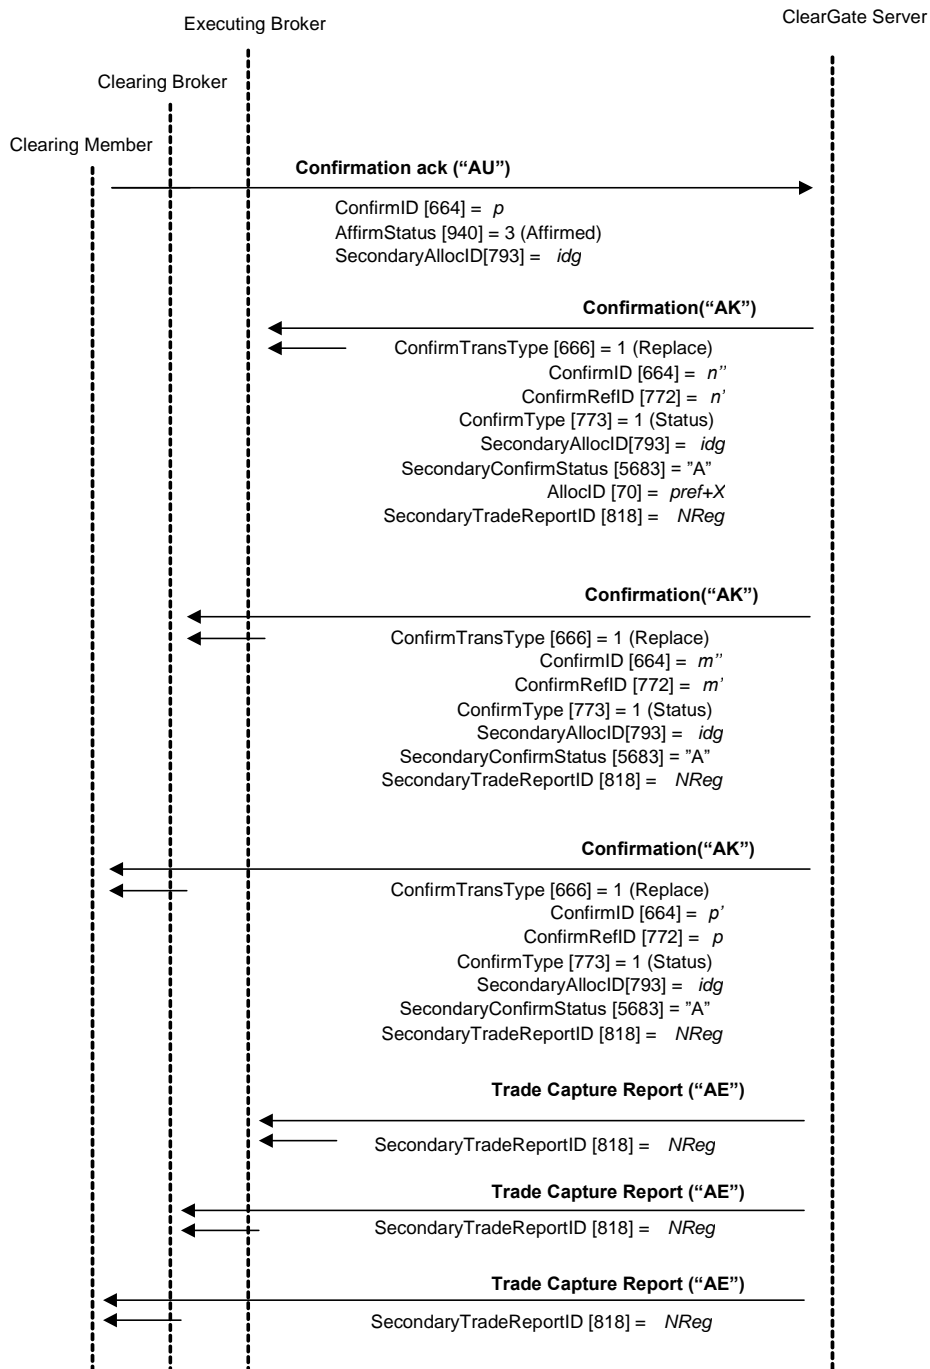 ClearGate Server
Executing Broker
Clearing Broker
Clearing Member
Confirmation ack (“AU”)
ConfirmID [664] = p
AffirmStatus [940] = 3 (Affirmed)
SecondaryAllocID[793] = idg
Confirmation(“AK”)
ConfirmTransType [666] = 1 (Replace)
ConfirmID [664] = n’’
ConfirmRefID [772] = n’
ConfirmType [773] = 1 (Status)
SecondaryAllocID[793] = idg
SecondaryConfirmStatus [5683] = ”A”
AllocID [70] = pref+X
SecondaryTradeReportID [818] = NReg
Confirmation(“AK”)
ConfirmTransType [666] = 1 (Replace)
ConfirmID [664] = m’’
ConfirmRefID [772] = m’
ConfirmType [773] = 1 (Status)
SecondaryAllocID[793] = idg
SecondaryConfirmStatus [5683] = ”A”
SecondaryTradeReportID [818] = NReg
Confirmation(“AK”)
ConfirmTransType [666] = 1 (Replace)
ConfirmID [664] = p’
ConfirmRefID [772] = p
ConfirmType [773] = 1 (Status)
SecondaryAllocID[793] = idg
SecondaryConfirmStatus [5683] = ”A”
SecondaryTradeReportID [818] = NReg
Trade Capture Report (“AE”)
SecondaryTradeReportID [818] = NReg
Trade Capture Report (“AE”)
SecondaryTradeReportID [818] = NReg
Trade Capture Report (“AE”)
SecondaryTradeReportID [818] = NReg